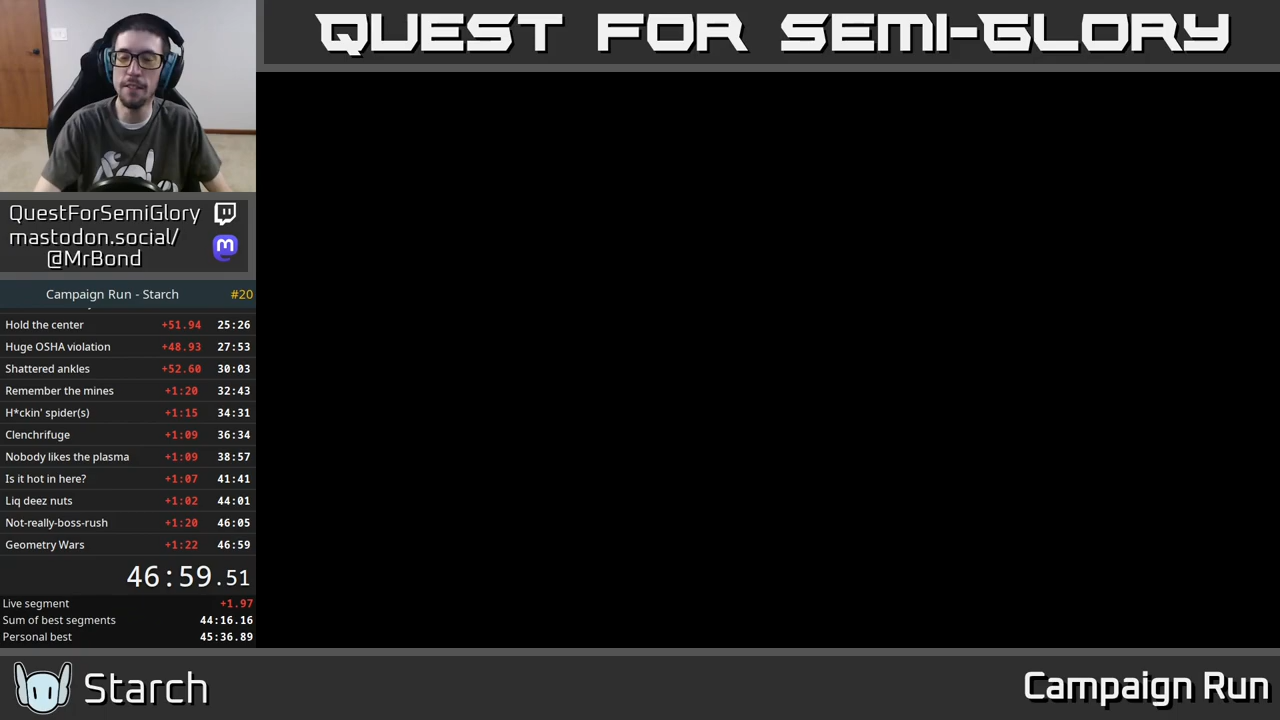 QUEST FOR SEMI-GLORY
QuestForSemiGlory
mastodon.social/
@MrBond
Campaign Run - Starch #20
Hold the center +51.94 25:26
Huge OSHA violation +48.93 27:53
Shattered ankles +52.60 30:03
Remember the mines +1:20 32:43
H*ckin' spider(s) +1:15 34:31
Clenchrifuge +1:09 36:34
Nobody likes the plasma +1:09 38:57
Is it hot in here? +1:07 41:41
Liq deez nuts +1:02 44:01
Not-really-boss-rush +1:20 46:05
Geometry Wars +1:22 46:59
46:59.51
Live segment +1.97
Sum of best segments 44:16.16
Personal best 45:36.89
Starch
Campaign Run